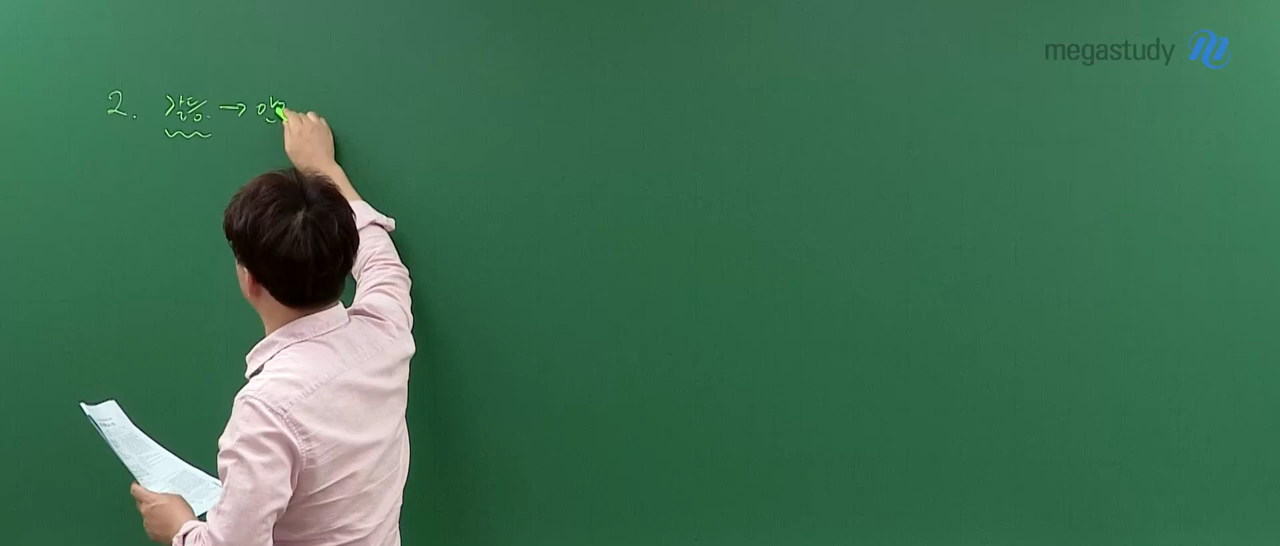 megastudy
2. 갈등 →